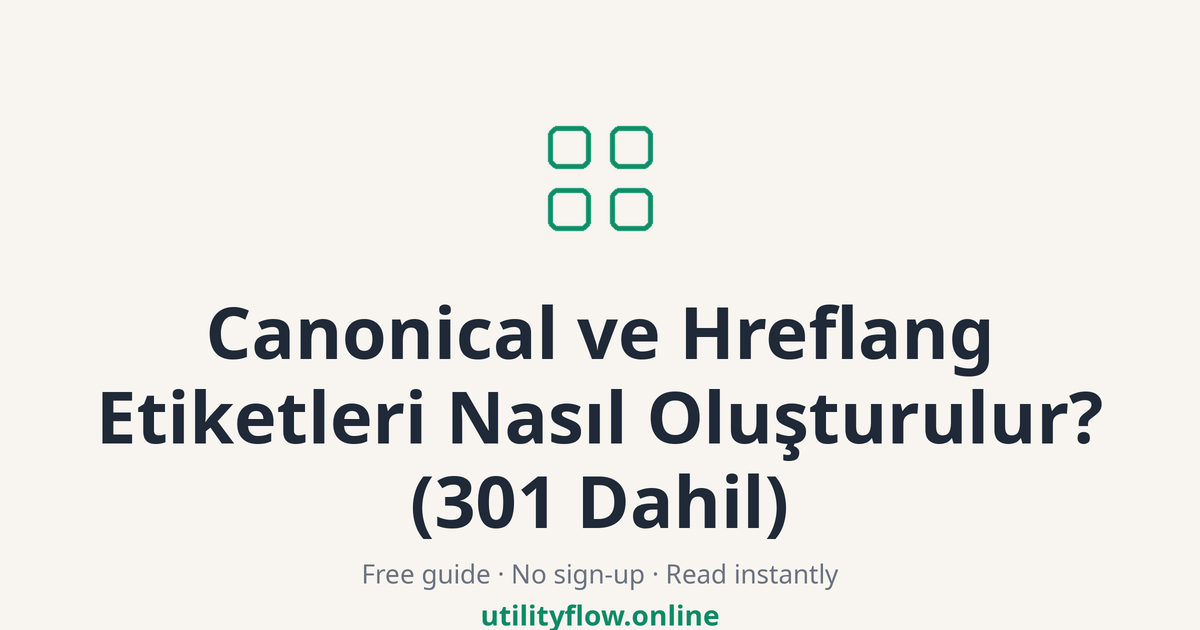 Canonical ve Hreflang
Etiketleri Nasıl Oluşturulur?
(301 Dahil)
Free guide · No sign-up · Read instantly
utilityflow.online